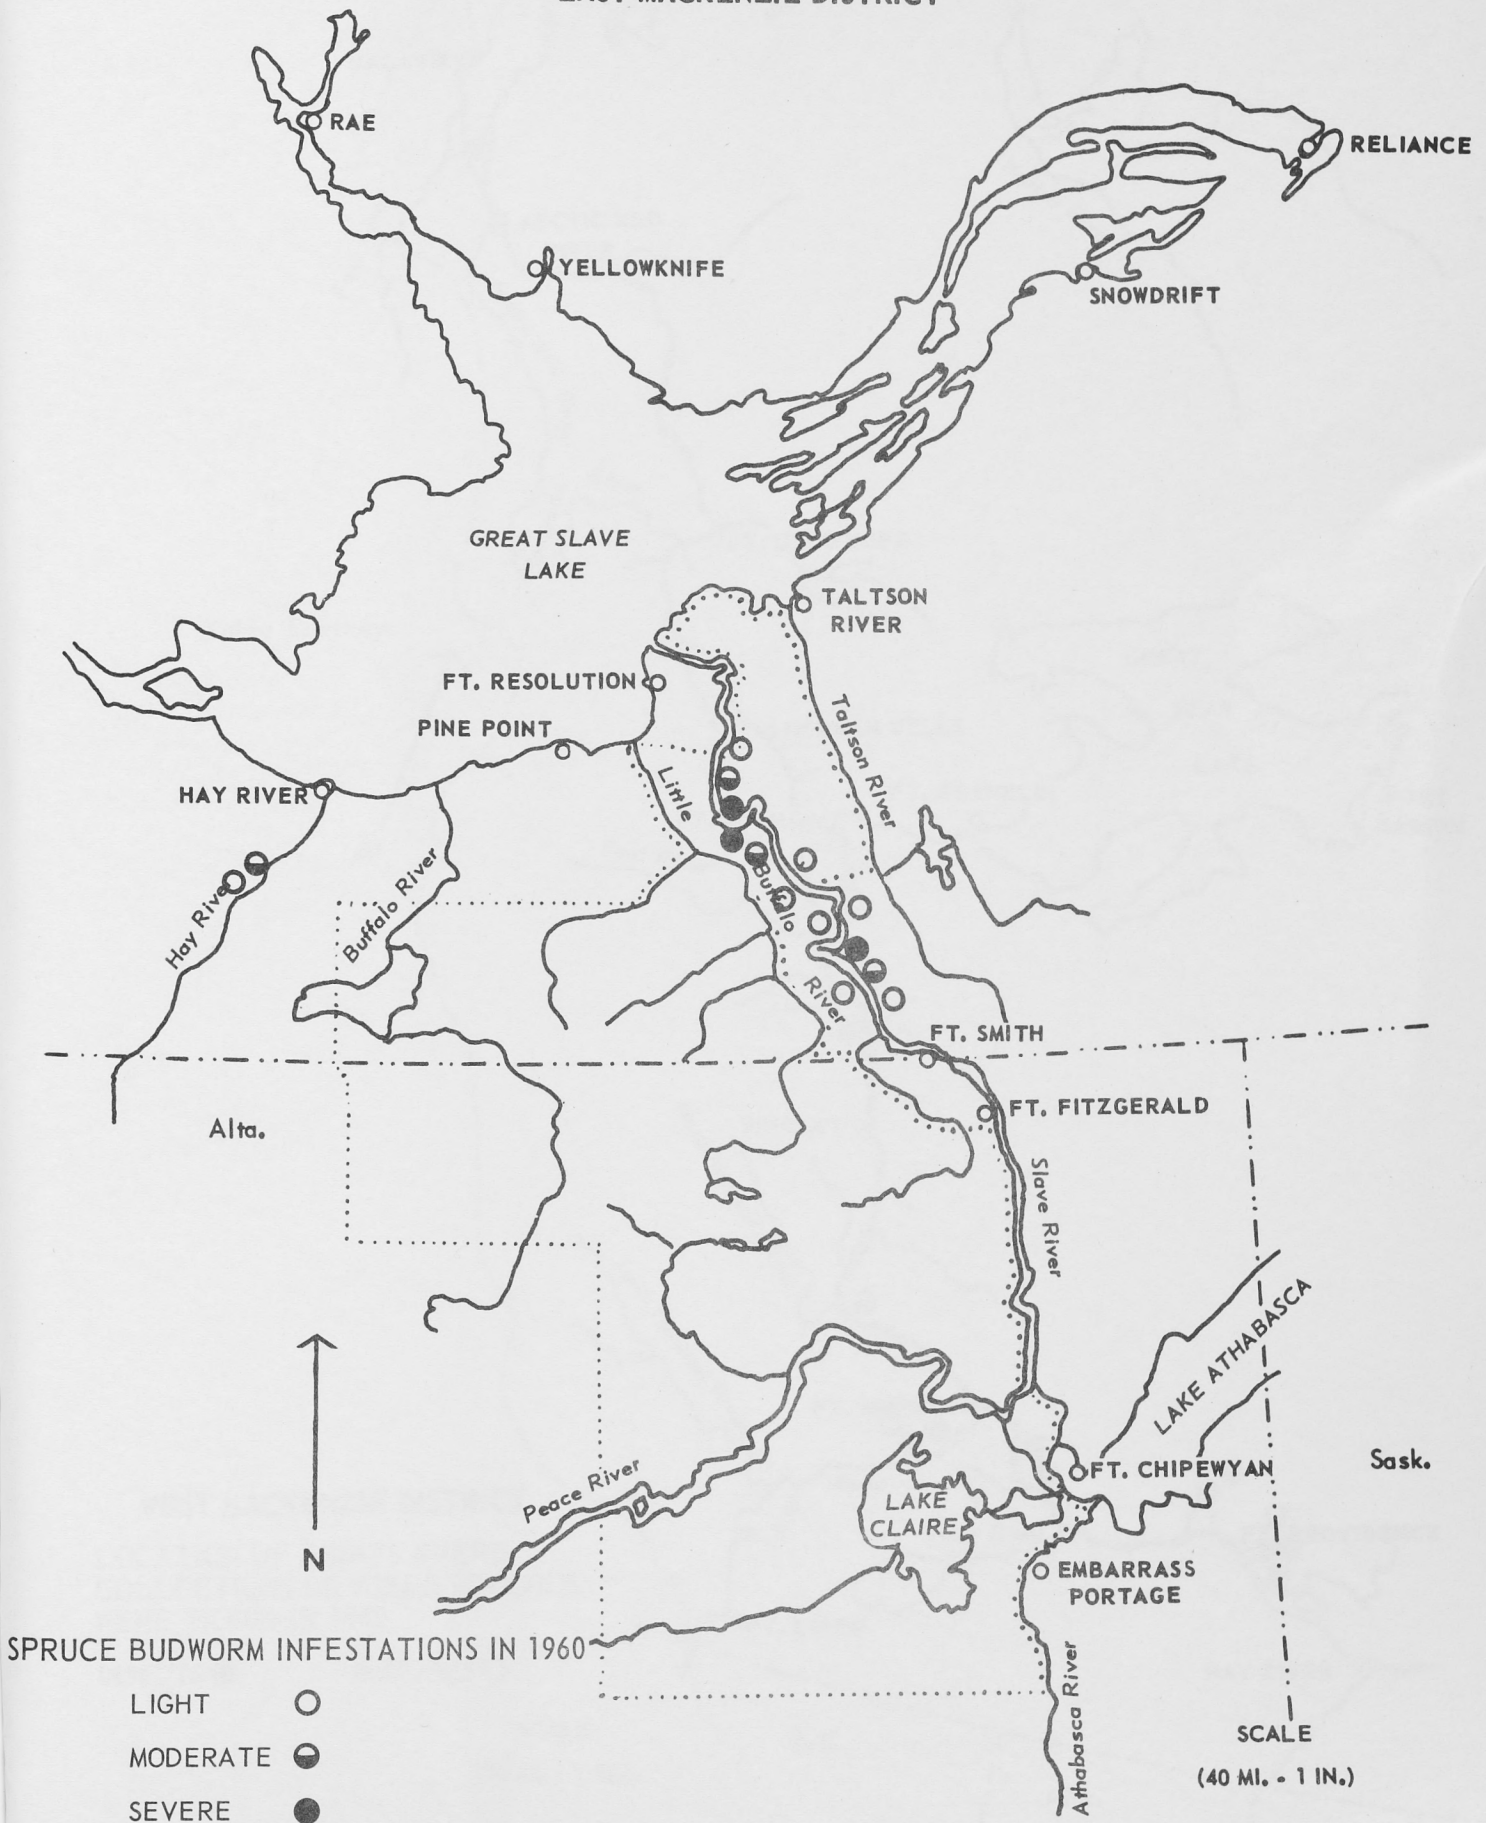 EAST MACKENZIE DISTRICT
RAE
RELIANCE
YELLOWKNIFE
SNOWDRIFT
GREAT SLAVE
LAKE
TALTSON
RIVER
FT. RESOLUTION
PINE POINT
Taltson River
Little
HAY RIVER
Buffalo River
Hay River
Buffalo
River
FT. SMITH
FT. FITZGERALD
Alta.
Slave River
LAKE ATHABASCA
Peace River
FT. CHIPEWYAN
Sask.
LAKE
CLAIRE
N
EMBARRASS
PORTAGE
SPRUCE BUDWORM INFESTATIONS IN 1960
LIGHT
MODERATE
SEVERE
Athabasca River
SCALE
(40 MI. - 1 IN.)